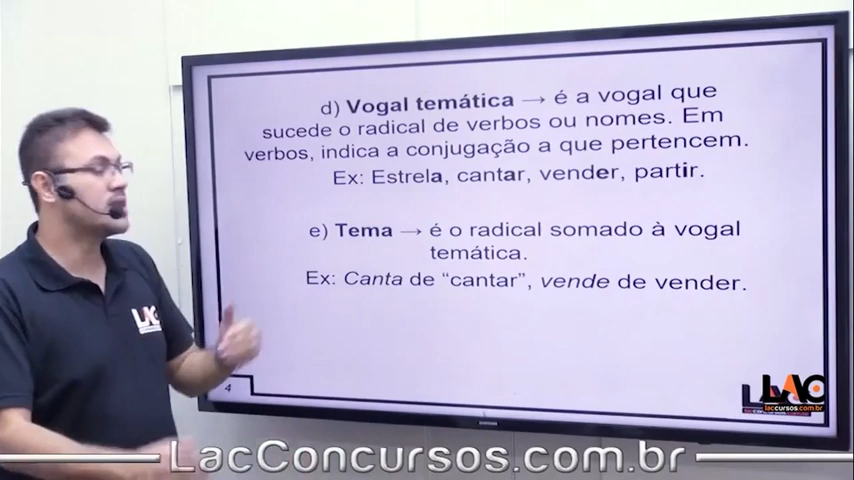 d) Vogal temática → é a vogal que
sucede o radical de verbos ou nomes. Em
verbos, indica a conjugação a que pertencem.
Ex: Estrela, cantar, vender, partir.
e) Tema → é o radical somado à vogal
temática.
Ex: Canta de “cantar”, vende de vender.
4
LAC
LAC
lacconcursos.com.br
LacConcursos.com.br